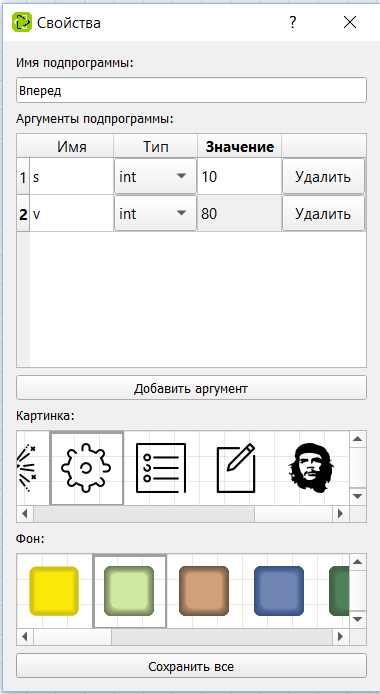 Свойства ?
Имя подпрограммы:
Вперед
Аргументы подпрограммы:
Имя Тип Значение
1 s int 10 Удалить
2 v int 80 Удалить
Добавить аргумент
Картинка:
Фон:
Сохранить все